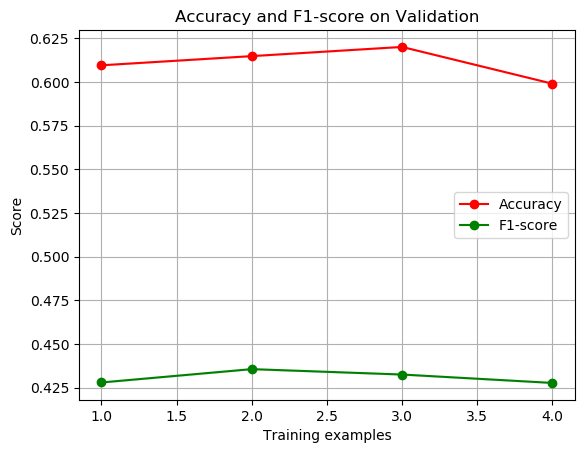 Accuracy and F1-score on Validation
0.625
0.600
0.575
0.550
0.525
0.500
0.475
0.450
0.425
Score
Accuracy
F1-score
1.0 1.5 2.0 2.5 3.0 3.5 4.0
Training examples